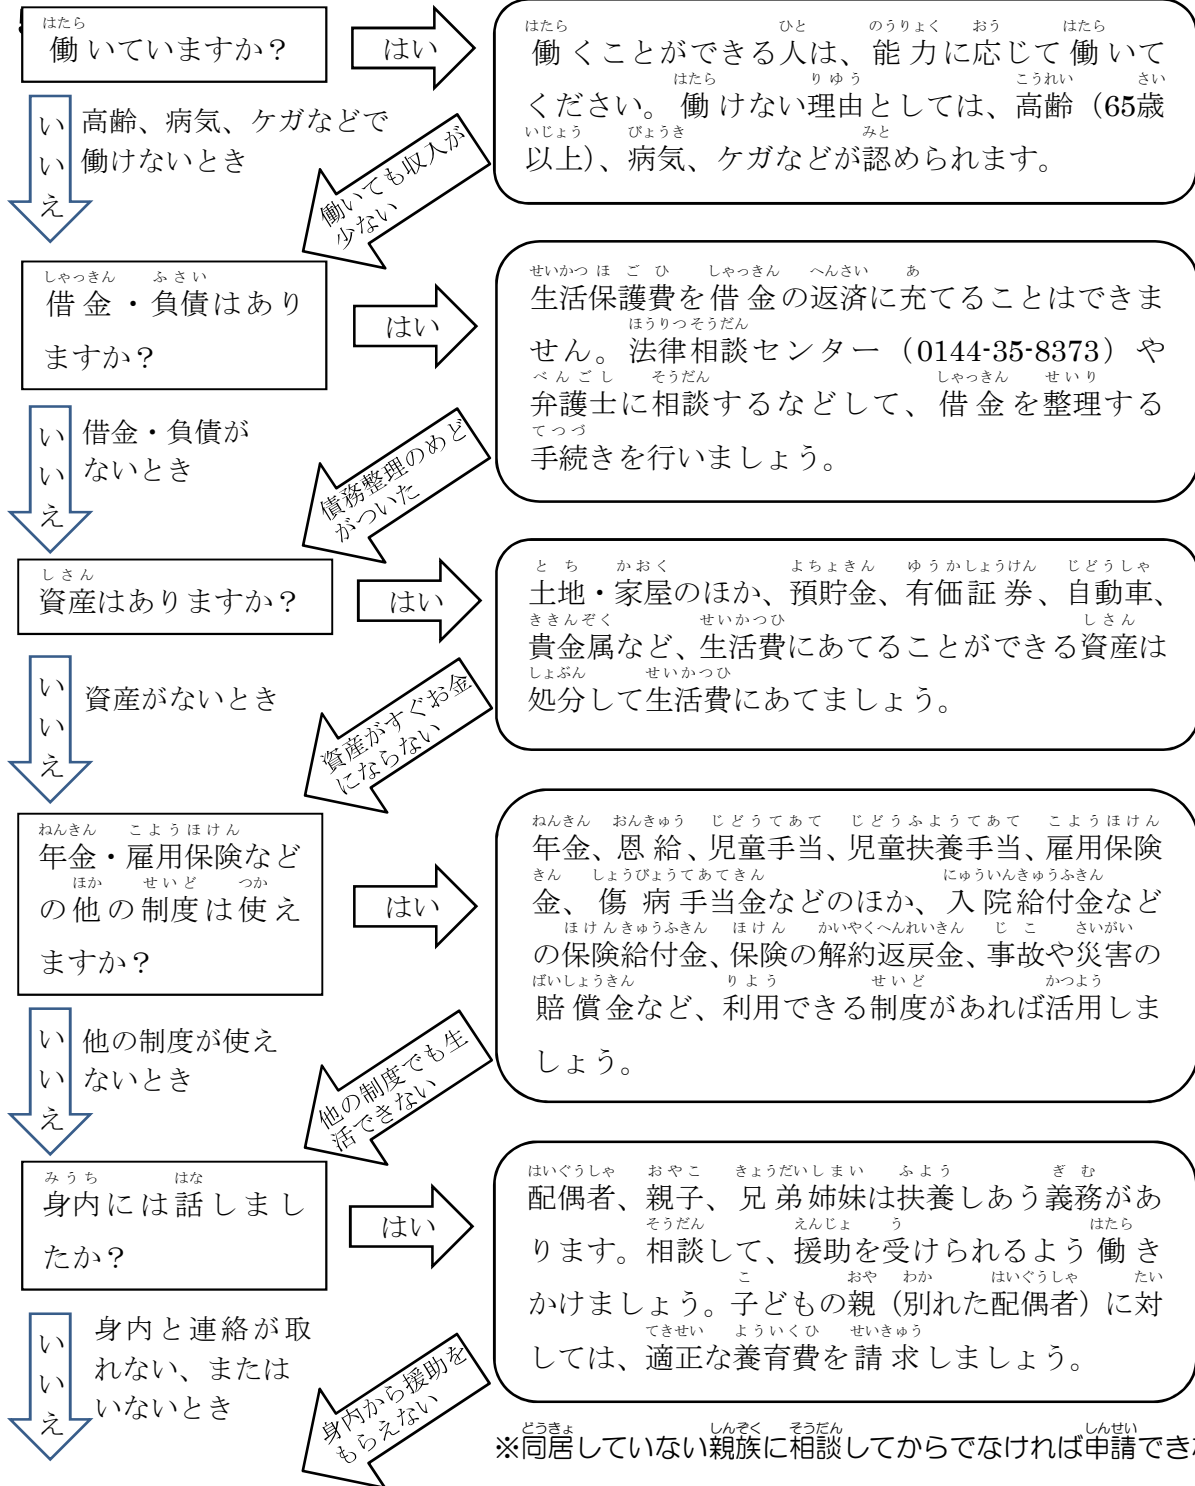 働いていますか？
はい
働くことができる人は、能力に応じて働いて
ください。働けない理由としては、高齢（65歳
以上）、病気、ケガなどが認められます。
いいえ
高齢、病気、ケガなどで
働けないとき
働いても収入が
少ない
借金・負債はあり
ますか？
はい
生活保護費を借金の返済に充てることはできま
せん。法律相談センター（0144-35-8373）や
弁護士に相談するなどして、借金を整理する
手続きを行いましょう。
いいえ
借金・負債が
ないとき
債務整理のめど
がついた
資産はありますか？
はい
土地・家屋のほか、預貯金、有価証券、自動車、
貴金属など、生活費にあてることができる資産は
処分して生活費にあてましょう。
いいえ
資産がないとき
資産がすぐお金
にならない
年金・雇用保険など
の他の制度は使え
ますか？
はい
年金、恩給、児童手当、児童扶養手当、雇用保険
金、傷病手当金などのほか、入院給付金など
の保険給付金、保険の解約返戻金、事故や災害の
賠償金など、利用できる制度があれば活用しま
しょう。
いいえ
他の制度が使え
ないとき
他の制度でも生
活できない
身内には話しまし
たか？
はい
配偶者、親子、兄弟姉妹は扶養しあう義務があ
ります。相談して、援助を受けられるよう働き
かけましょう。子どもの親（別れた配偶者）に対
しては、適正な養育費を請求しましょう。
いいえ
身内と連絡が取
れない、または
いないとき
身内から援助を
もらえない
※同居していない親族に相談してからでなければ申請でき